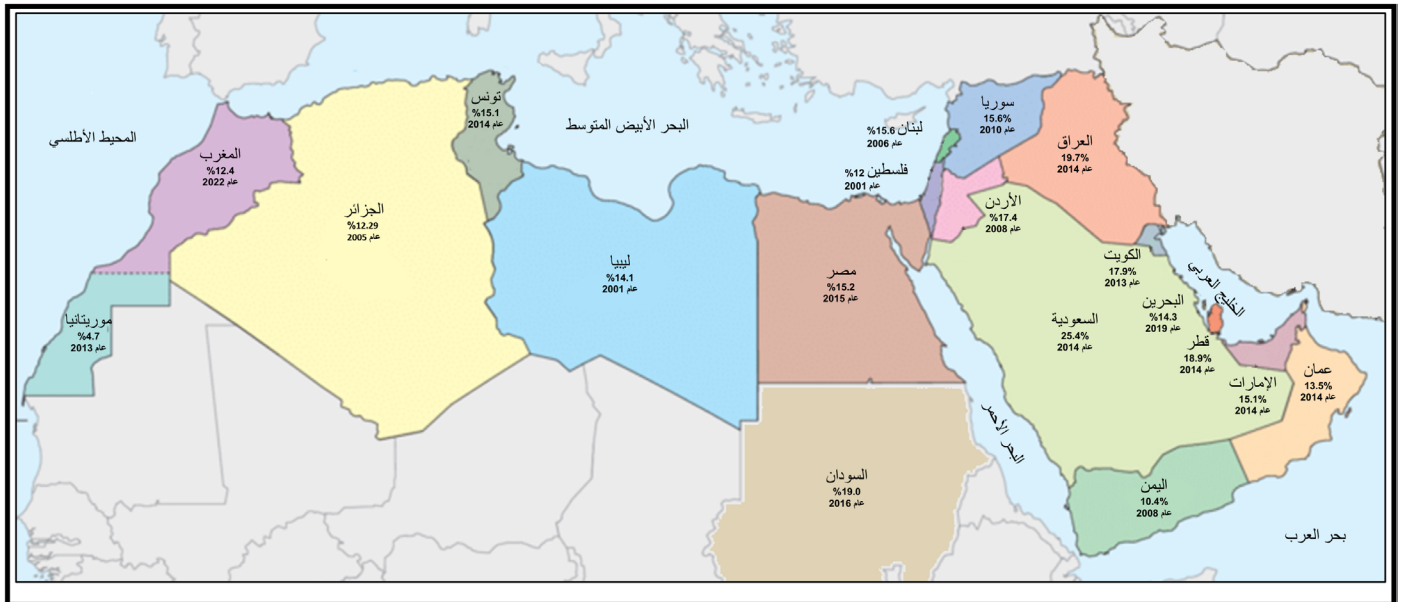 المحيط الأطلسي
البحر الأبيض المتوسط
تونس
%15.1
عام 2014
المغرب
%12.4
عام 2022
الجزائر
%12.29
عام 2005
موريتانيا
%4.7
عام 2013
ليبيا
%14.1
عام 2001
مصر
%15.2
عام 2015
السودان
%19.0
عام 2016
لبنان 15.6%
عام 2006
فلسطين 12%
عام 2001
سوريا
15.6%
عام 2010
العراق
19.7%
عام 2014
الأردن
%17.4
عام 2008
الكويت
17.9%
عام 2013
الخليج العربي
البحرين
%14.3
عام 2019
السعودية
25.4%
عام 2014
قطر
18.9%
عام 2014
الإمارات
15.1%
عام 2014
عمان
13.5%
عام 2014
البحر الأحمر
اليمن
10.4%
عام 2008
بحر العرب